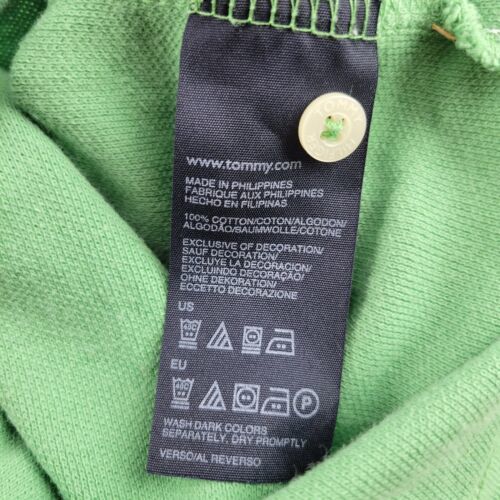 TOMMY
www.tommy.com
MADE IN PHILIPPINES
FABRIQUE AUX PHILIPPINES
HECHO EN FILIPINAS
100% COTTON/COTON/ALGODON/
ALGODÃO/BAUMWOLLE/COTONE
EXCLUSIVE OF DECORATION/
SAUF DECORATION/
EXCLUYE LA DECORACION/
EXCLUINDO DECORAÇÃO/
OHNE DEKORATION/
ECCETTO DECORAZIONE
US
40C
EU
40C
P
WASH DARK COLORS
SEPARATELY, DRY PROMPTLY
VERSO/AL REVERSO